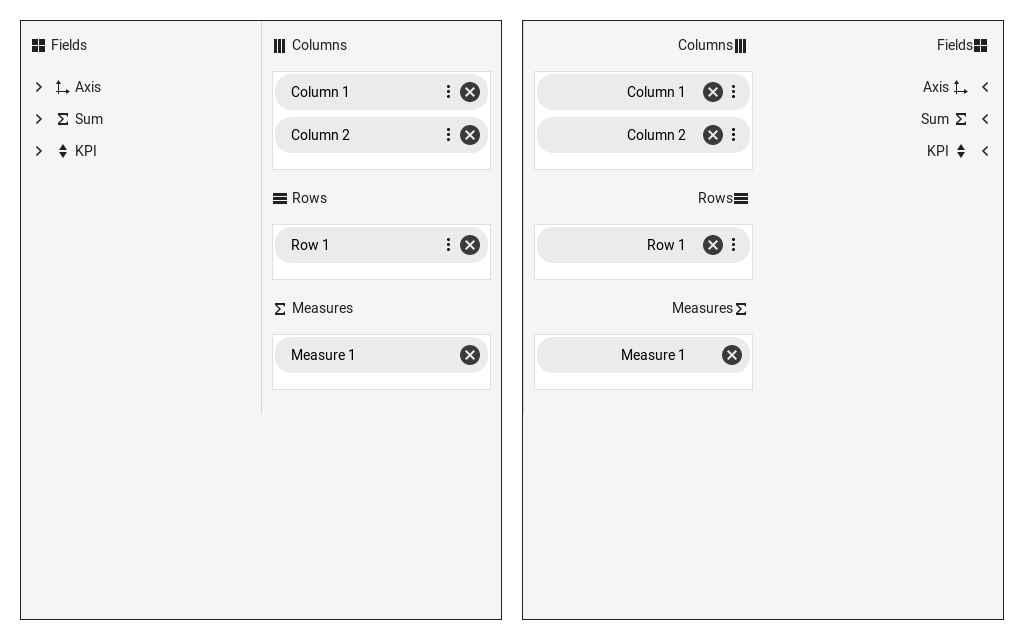 Fields
Axis
Sum
KPI
Columns
Column 1
Column 2
Rows
Row 1
Measures
Measure 1
Columns
Column 1
Column 2
Rows
Row 1
Measures
Measure 1
Fields
Axis
Sum
KPI